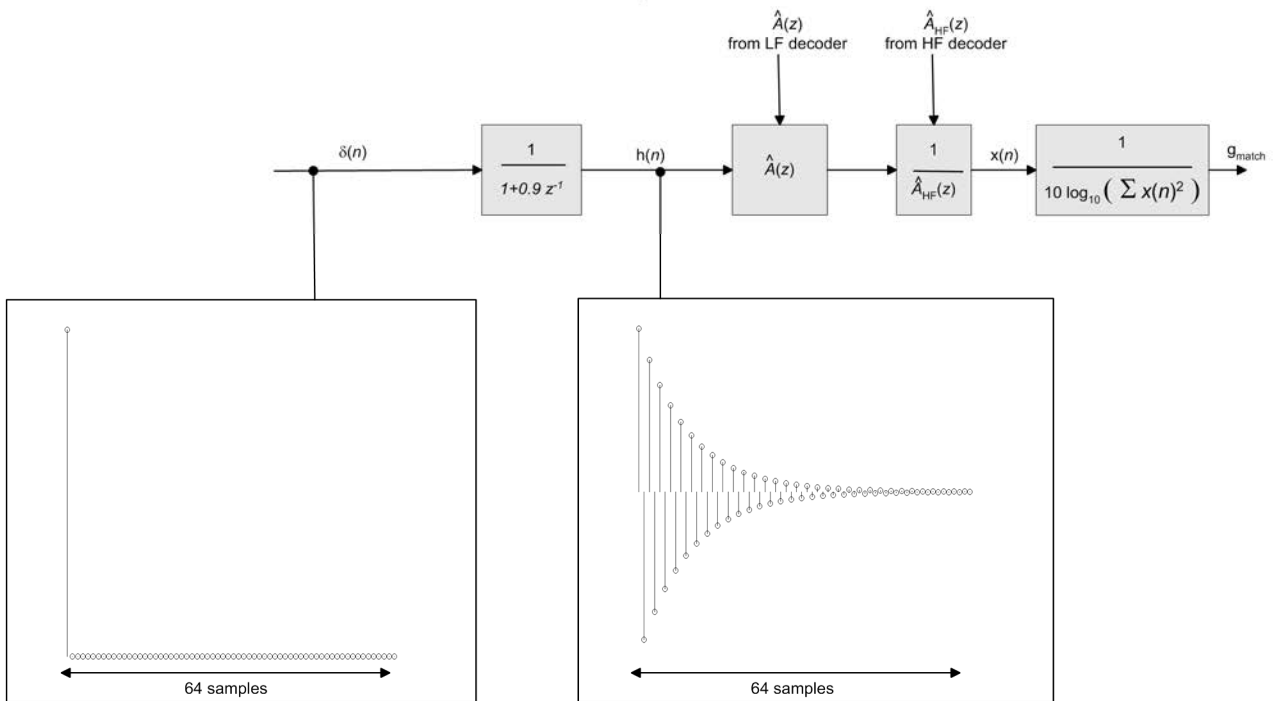 Â(z)
from LF decoder
Â_HF(z)
from HF decoder
δ(n)
1
1+0.9 z⁻¹
h(n)
Â(z)
1
Â_HF(z)
x(n)
1
10 log₁₀( Σ x(n)² )
g_match
64 samples
64 samples